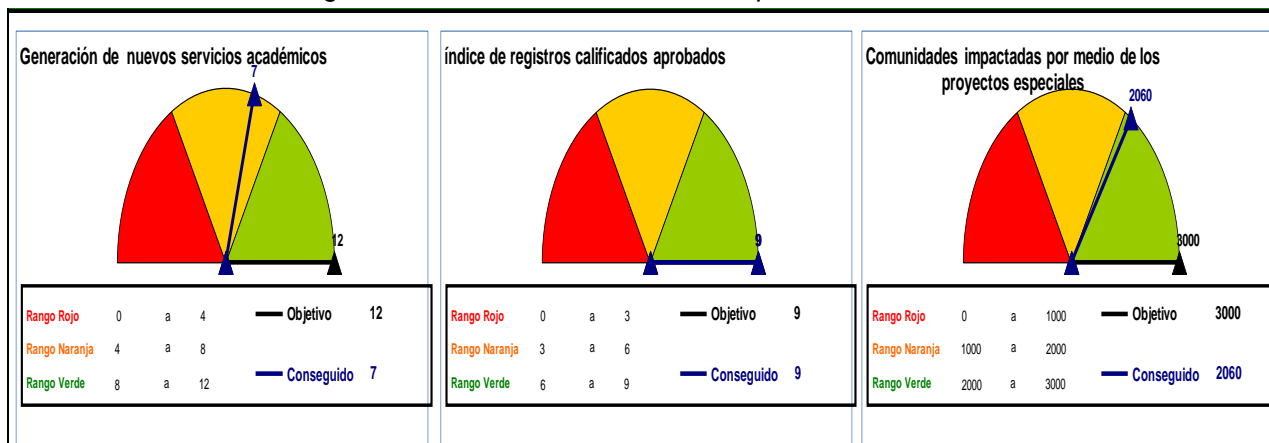 Generación de nuevos servicios académicos
7
12
Rango Rojo 0 a 4 Objetivo 12
Rango Naranja 4 a 8
Rango Verde 8 a 12 Conseguido 7
índice de registros calificados aprobados
9
Rango Rojo 0 a 3 Objetivo 9
Rango Naranja 3 a 6
Rango Verde 6 a 9 Conseguido 9
Comunidades impactadas por medio de los
proyectos especiales
2060
3000
Rango Rojo 0 a 1000 Objetivo 3000
Rango Naranja 1000 a 2000
Rango Verde 2000 a 3000 Conseguido 2060